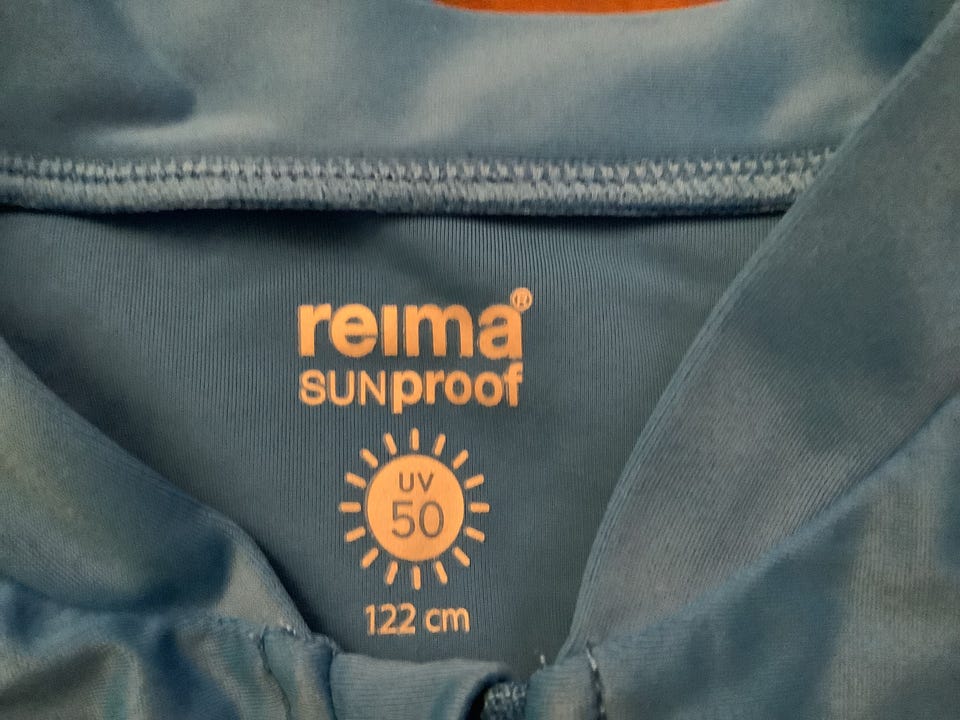 reima®
SUNproof
UV
50
122 cm